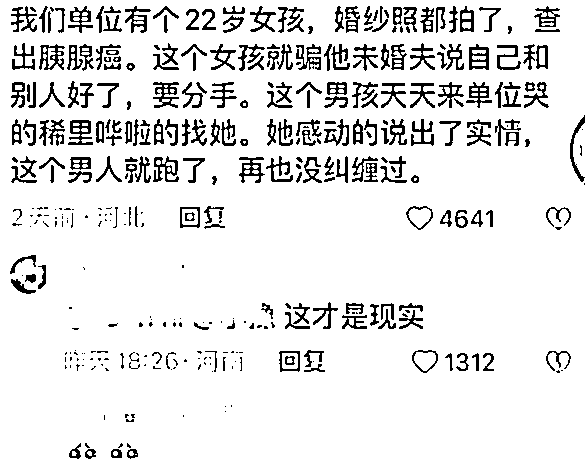 我们单位有个22岁女孩，婚纱照都拍了，查
出胰腺癌。这个女孩就骗他未婚夫说自己和
别人好了，要分手。这个男孩天天来单位哭
的稀里哗啦的找她。她感动的说出了实情，
这个男人就跑了，再也没纠缠过。
2天前·河北 回复 4641
这才是现实
昨天18:26·河南 回复 1312